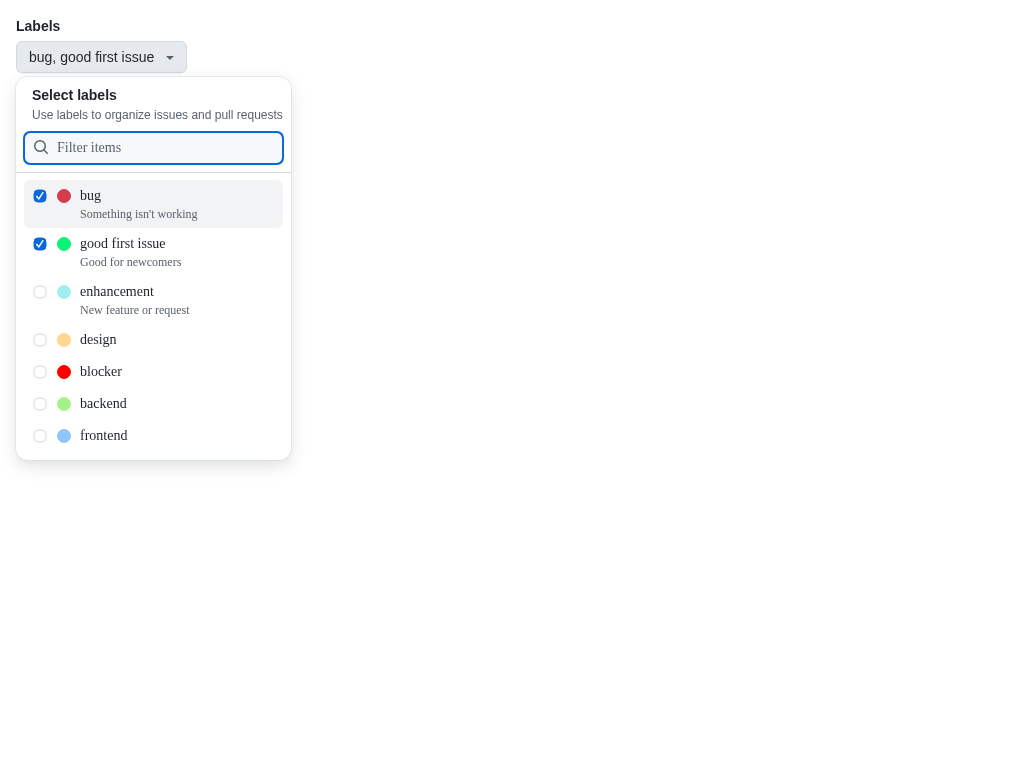 Labels
bug, good first issue
Select labels
Use labels to organize issues and pull requests
Filter items
bug
Something isn't working
good first issue
Good for newcomers
enhancement
New feature or request
design
blocker
backend
frontend